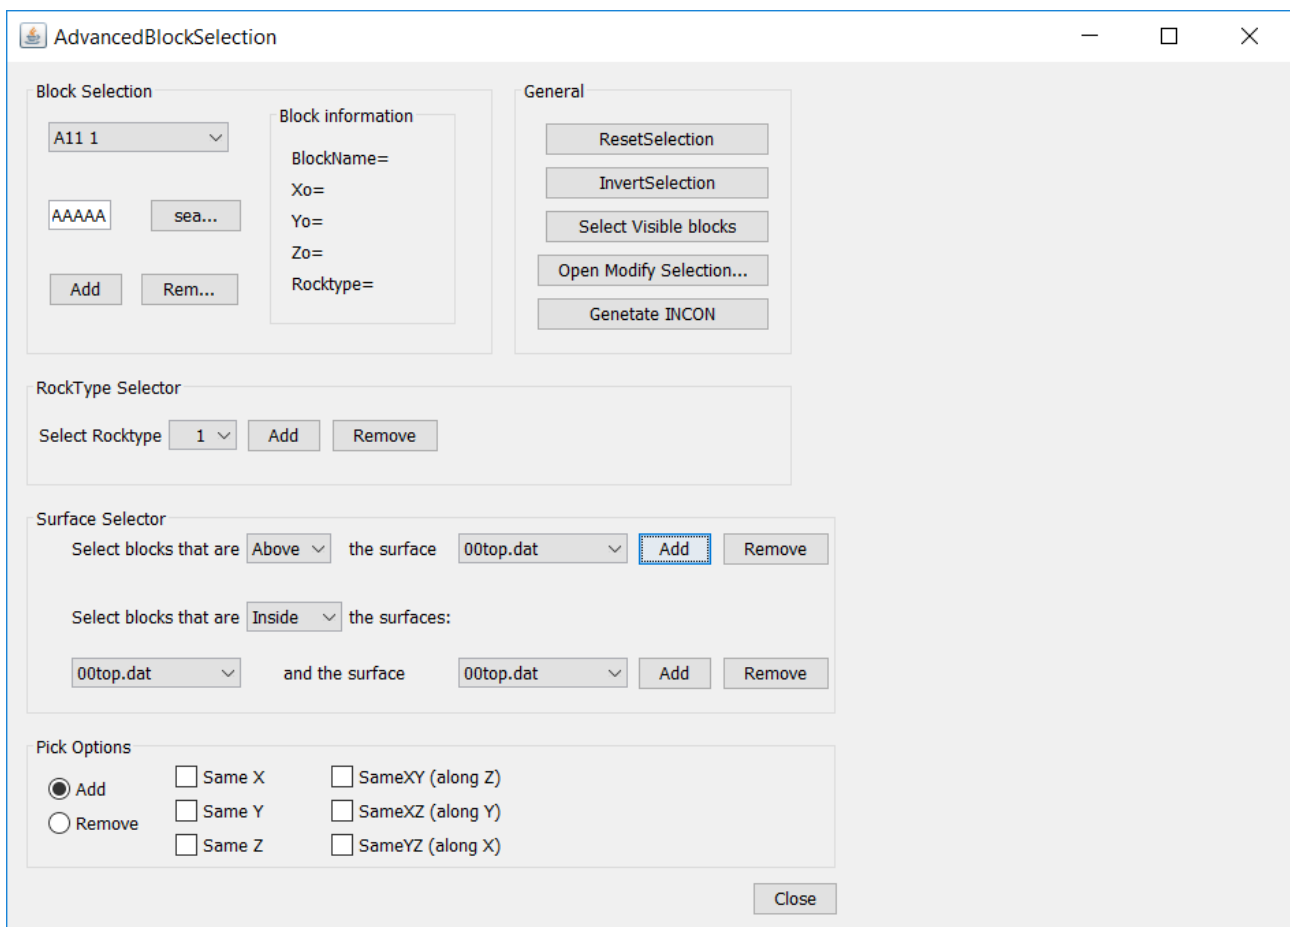 AdvancedBlockSelection
Block Selection
A11 1
AAAAA
sea...
Add
Rem...
Block information
BlockName=
Xo=
Yo=
Zo=
Rocktype=
General
ResetSelection
InvertSelection
Select Visible blocks
Open Modify Selection...
Genetate INCON
RockType Selector
Select Rocktype 1 Add Remove
Surface Selector
Select blocks that are Above the surface 00top.dat Add Remove
Select blocks that are Inside the surfaces:
00top.dat and the surface 00top.dat Add Remove
Pick Options
Add
Remove
Same X
Same Y
Same Z
SameXY (along Z)
SameXZ (along Y)
SameYZ (along X)
Close